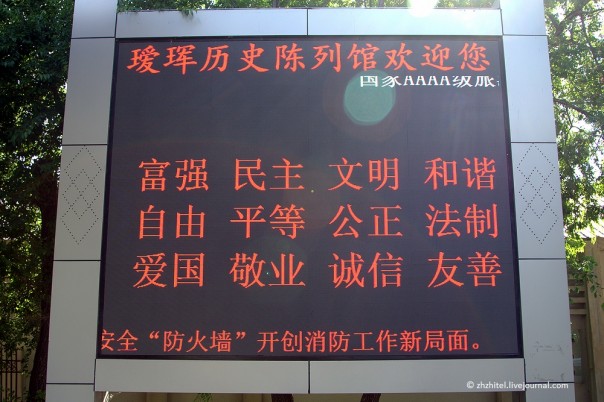 瑷珲历史陈列馆欢迎您
国家AAAA级旅
富强 民主 文明 和谐
自由 平等 公正 法制
爱国 敬业 诚信 友善
安全“防火墙”开创消防工作新局面。
© zhzhitel.livejournal.com